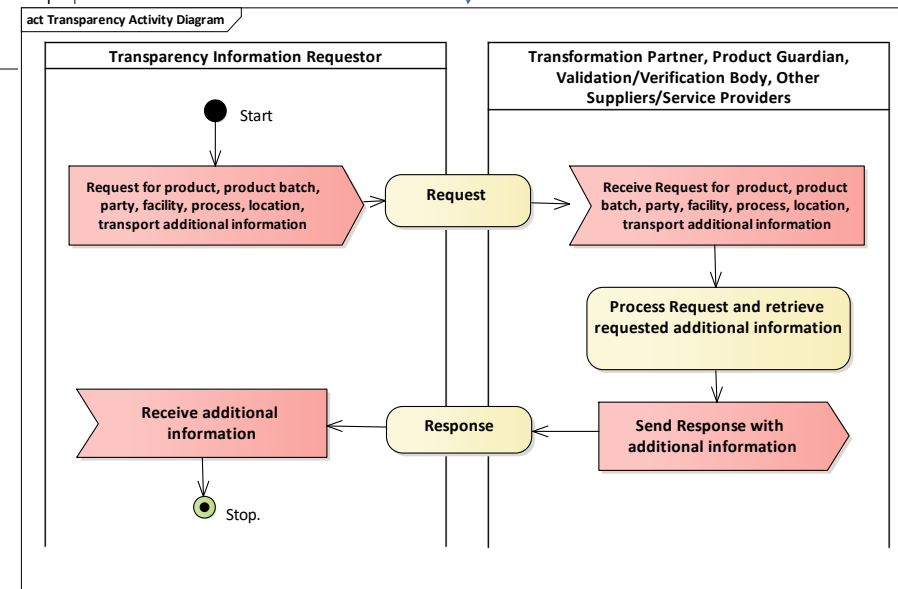 act Transparency Activity Diagram
Transparency Information Requestor
Transformation Partner, Product Guardian,
Validation/Verification Body, Other
Suppliers/Service Providers
Start
Request for product, product batch,
party, facility, process, location,
transport additional information
Request
Receive Request for product, product
batch, party, facility, process, location,
transport additional information
Process Request and retrieve
requested additional information
Receive additional
information
Response
Send Response with
additional information
Stop.